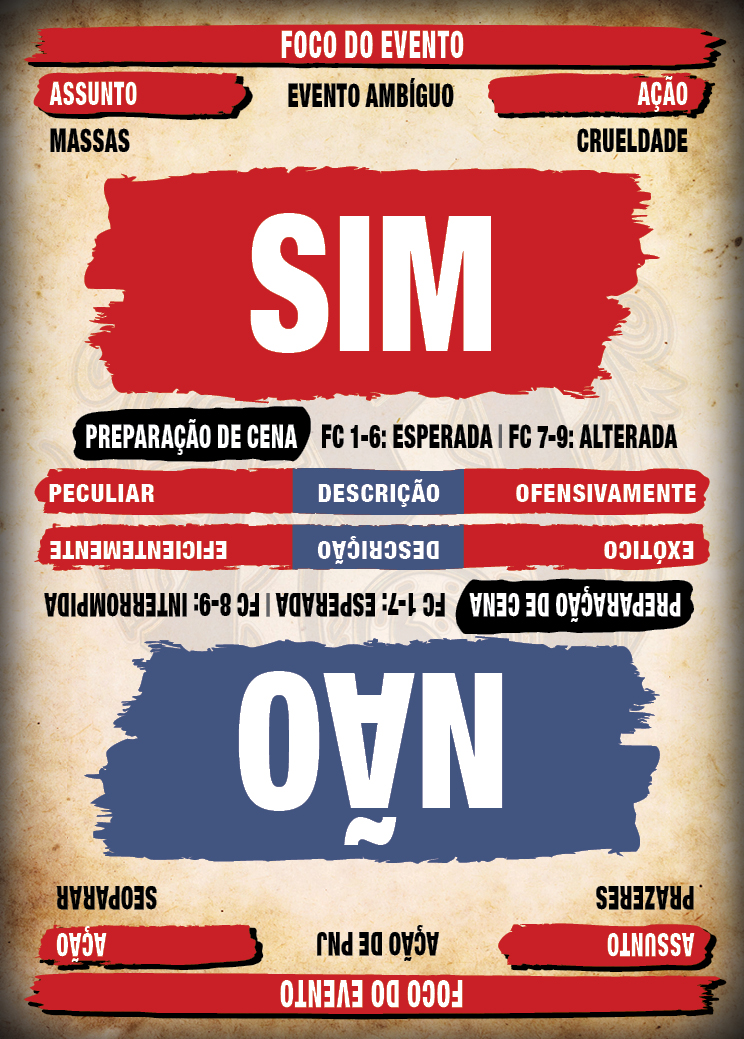 FOCO DO EVENTO
ASSUNTO EVENTO AMBÍGUO AÇÃO
MASSAS CRUELDADE
SIM
PREPARAÇÃO DE CENA FC 1-6: ESPERADA | FC 7-9: ALTERADA
PECULIAR DESCRIÇÃO OFENSIVAMENTE
FOCO DO EVENTO
ASSUNTO AÇÃO DE PNJ AÇÃO
PRAZERES SEOPARAR
NÃO
PREPARAÇÃO DE CENA FC 1-7: ESPERADA | FC 8-9: INTERROMPIDA
EXÓTICO DESCRIÇÃO EFICIENTEMENTE